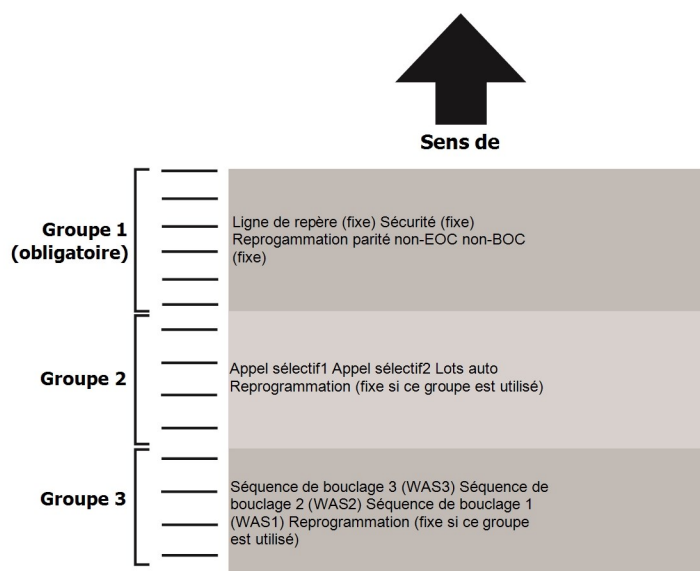 Sens de
Groupe 1
(obligatoire)
Ligne de repère (fixe) Sécurité (fixe)
Reprogammation parité non-EOC non-BOC
(fixe)
Groupe 2
Appel sélectif1 Appel sélectif2 Lots auto
Reprogrammation (fixe si ce groupe est utilisé)
Groupe 3
Séquence de bouclage 3 (WAS3) Séquence de
bouclage 2 (WAS2) Séquence de bouclage 1
(WAS1) Reprogrammation (fixe si ce groupe
est utilisé)